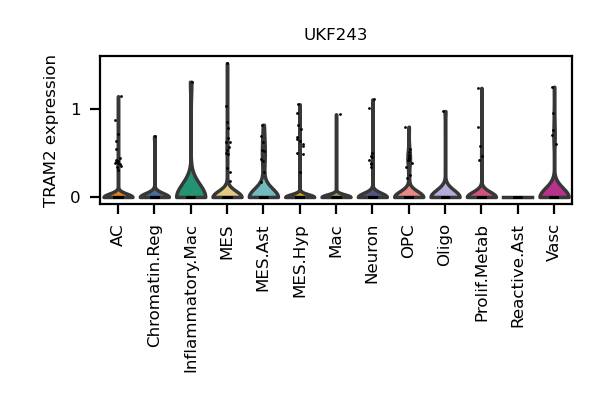 UKF243
TRAM2 expression
1
0
AC
Chromatin.Reg
Inflammatory.Mac
MES
MES.Ast
MES.Hyp
Mac
Neuron
OPC
Oligo
Prolif.Metab
Reactive.Ast
Vasc